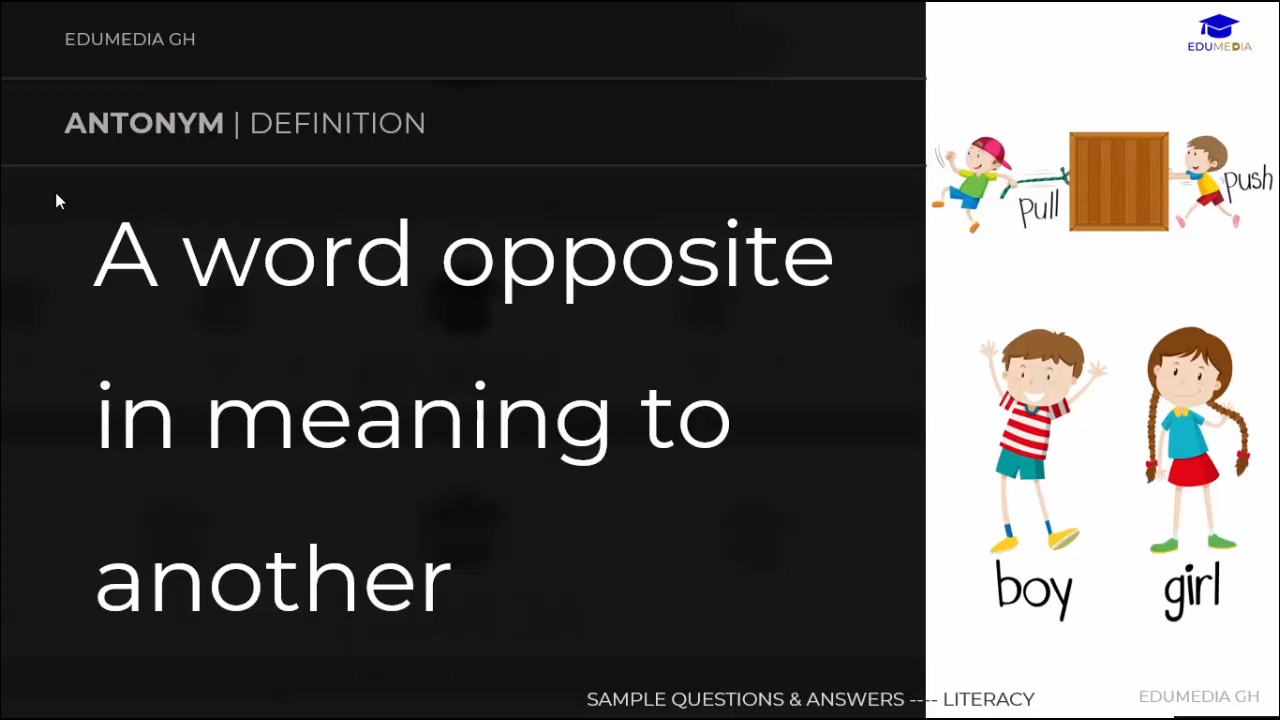 EDUMEDIA GH
EDUMEDIA
ANTONYM | DEFINITION
A word opposite
in meaning to
another
pull
push
boy
girl
SAMPLE QUESTIONS & ANSWERS ---- LITERACY
EDUMEDIA GH